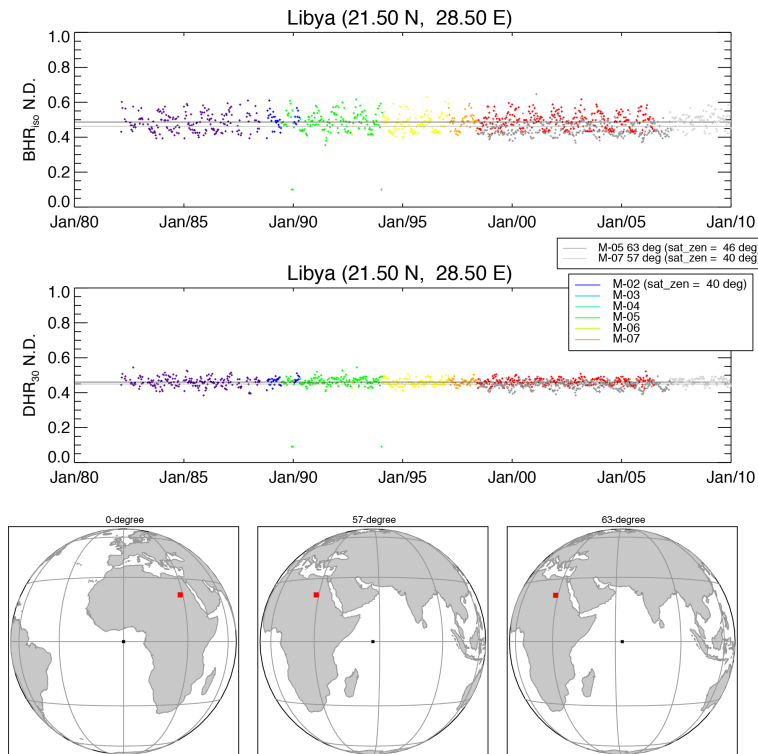 Libya (21.50 N,  28.50 E)
1.0
0.8
0.6
0.4
0.2
0.0
BHRiso N.D.
Jan/80 Jan/85 Jan/90 Jan/95 Jan/00 Jan/05 Jan/10
M-05 63 deg (sat_zen =  46 deg)
M-07 57 deg (sat_zen =  40 deg)
Libya (21.50 N,  28.50 E)
M-02 (sat_zen =  40 deg)
M-03
M-04
M-05
M-06
M-07
1.0
0.8
0.6
0.4
0.2
0.0
DHR30 N.D.
Jan/80 Jan/85 Jan/90 Jan/95 Jan/00 Jan/05 Jan/10
0-degree 57-degree 63-degree